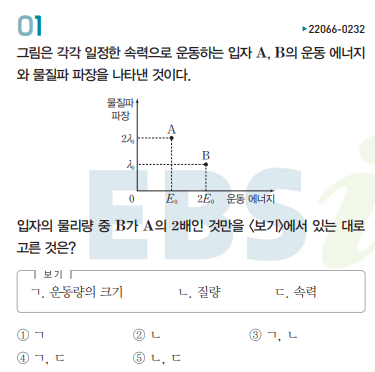 01
▶22066-0232
그림은 각각 일정한 속력으로 운동하는 입자 A, B의 운동 에너지
와 물질파 파장을 나타낸 것이다.
물질파
파장
2λ₀
A
λ₀
B
0 E₀ 2E₀ 운동 에너지
EBSi
입자의 물리량 중 B가 A의 2배인 것만을 <보기>에서 있는 대로
고른 것은?
보기
ㄱ. 운동량의 크기 ㄴ. 질량 ㄷ. 속력
① ㄱ ② ㄴ ③ ㄱ, ㄴ
④ ㄱ, ㄷ ⑤ ㄴ, ㄷ